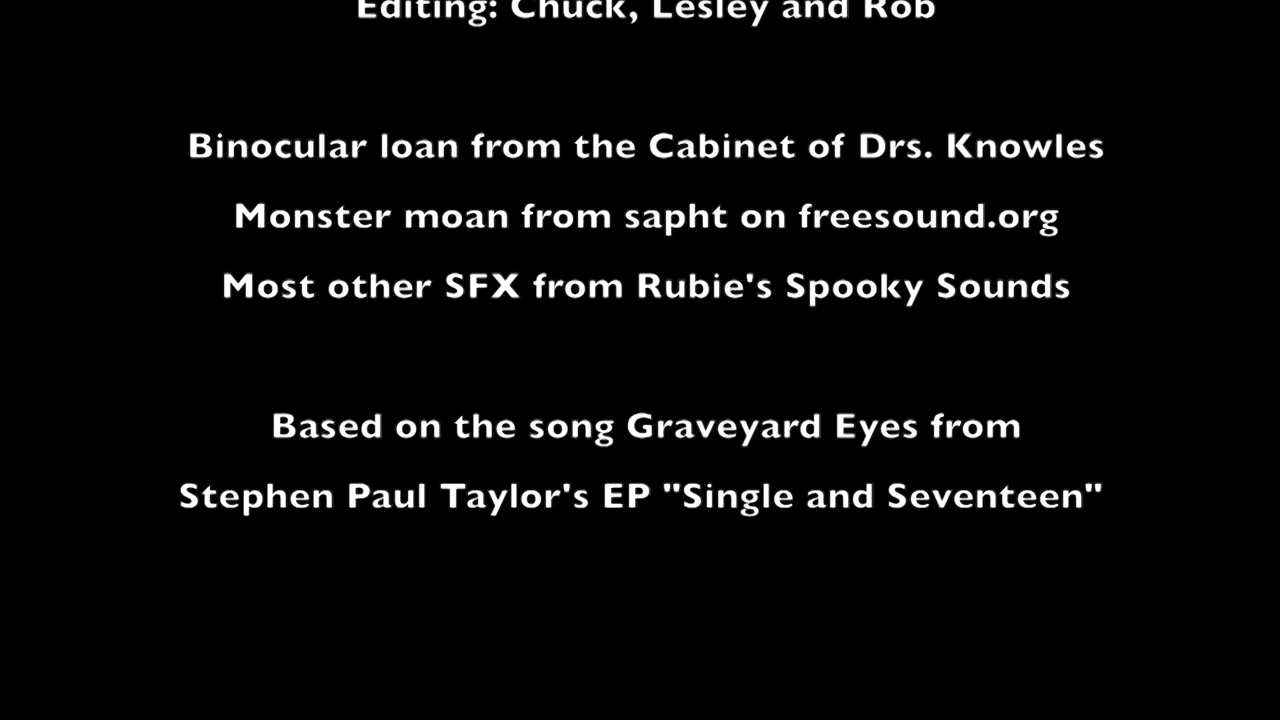 Editing: Chuck, Lesley and Rob
Binocular loan from the Cabinet of Drs. Knowles
Monster moan from sapht on freesound.org
Most other SFX from Rubie's Spooky Sounds
Based on the song Graveyard Eyes from
Stephen Paul Taylor's EP "Single and Seventeen"